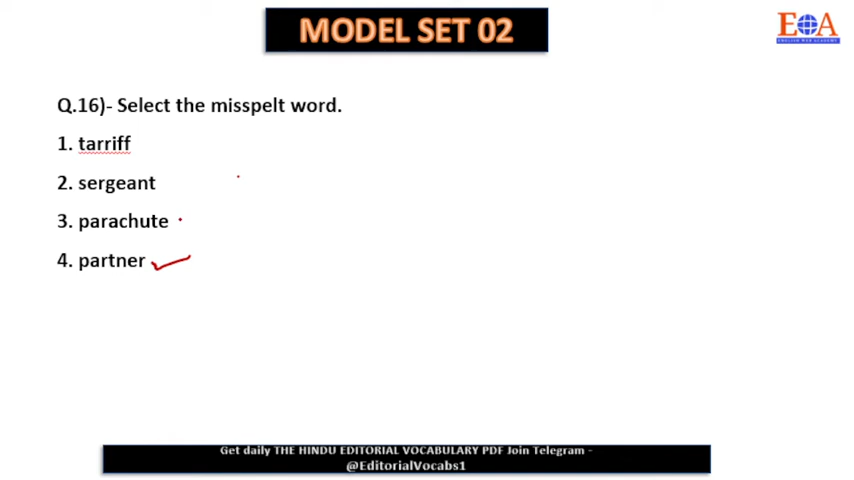 MODEL SET 02
EOA
ENGLISH WEB ACADEMY
Q.16)- Select the misspelt word.
1. tarriff
2. sergeant
3. parachute
4. partner
Get daily THE HINDU EDITORIAL VOCABULARY PDF Join Telegram -
@EditorialVocabs1